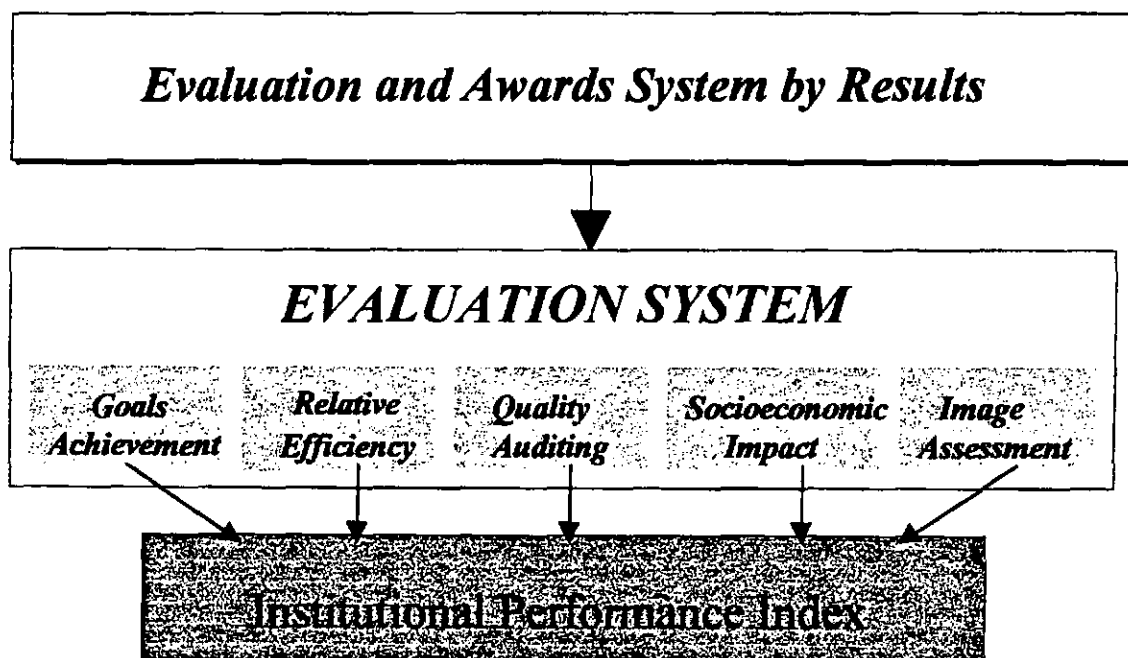 Evaluation and Awards System by Results
EVALUATION SYSTEM
Goals
Achievement
Relative
Efficiency
Quality
Auditing
Socioeconomic
Impact
Image
Assessment
Institutional Performance Index